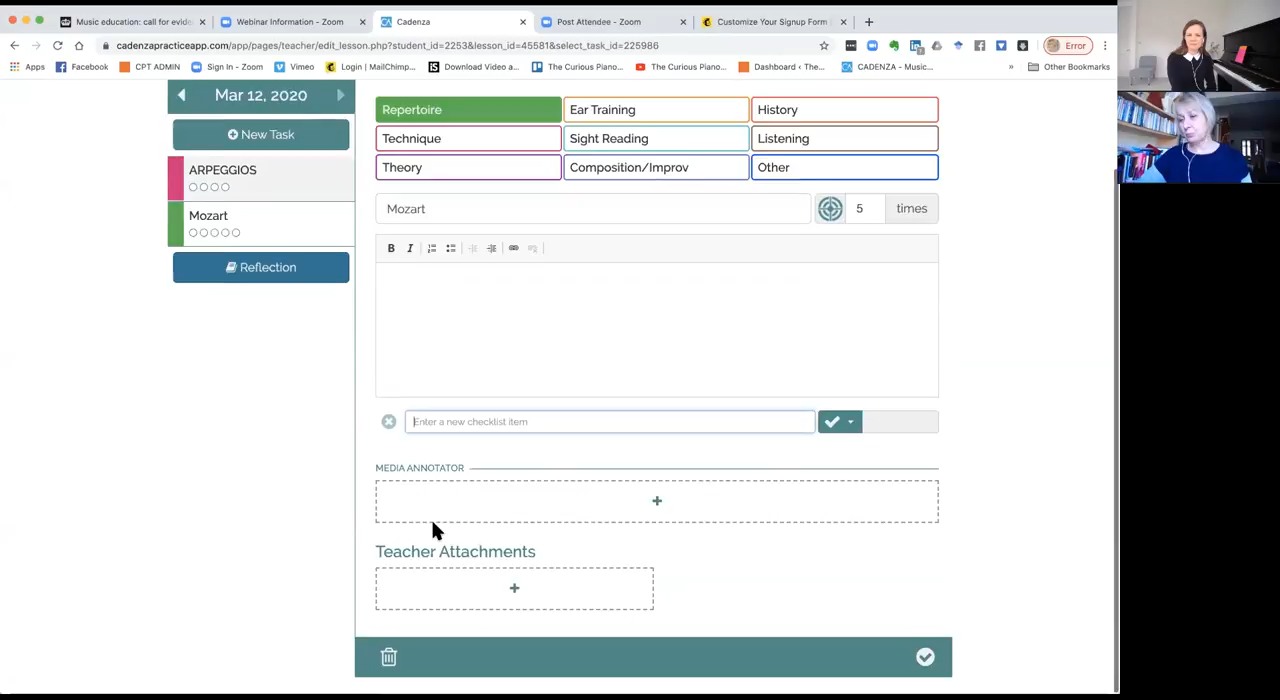 Music education: call for evide
Webinar Information - Zoom
Cadenza
Post Attendee - Zoom
Customize Your Signup Form |
cadenzapracticeapp.com/app/pages/teacher/edit_lesson.php?student_id=2253&lesson_id=45581&select_task_id=225986
Error
Apps
Facebook
CPT ADMIN
Sign In - Zoom
Vimeo
Login | MailChimp...
Download Video a...
The Curious Piano...
The Curious Piano...
Dashboard ‹ The...
CADENZA - Music...
»
Other Bookmarks
Mar 12, 2020
New Task
ARPEGGIOS
Mozart
Reflection
Repertoire
Ear Training
History
Technique
Sight Reading
Listening
Theory
Composition/Improv
Other
Mozart
5
times
B I
Enter a new checklist item
MEDIA ANNOTATOR
+
Teacher Attachments
+